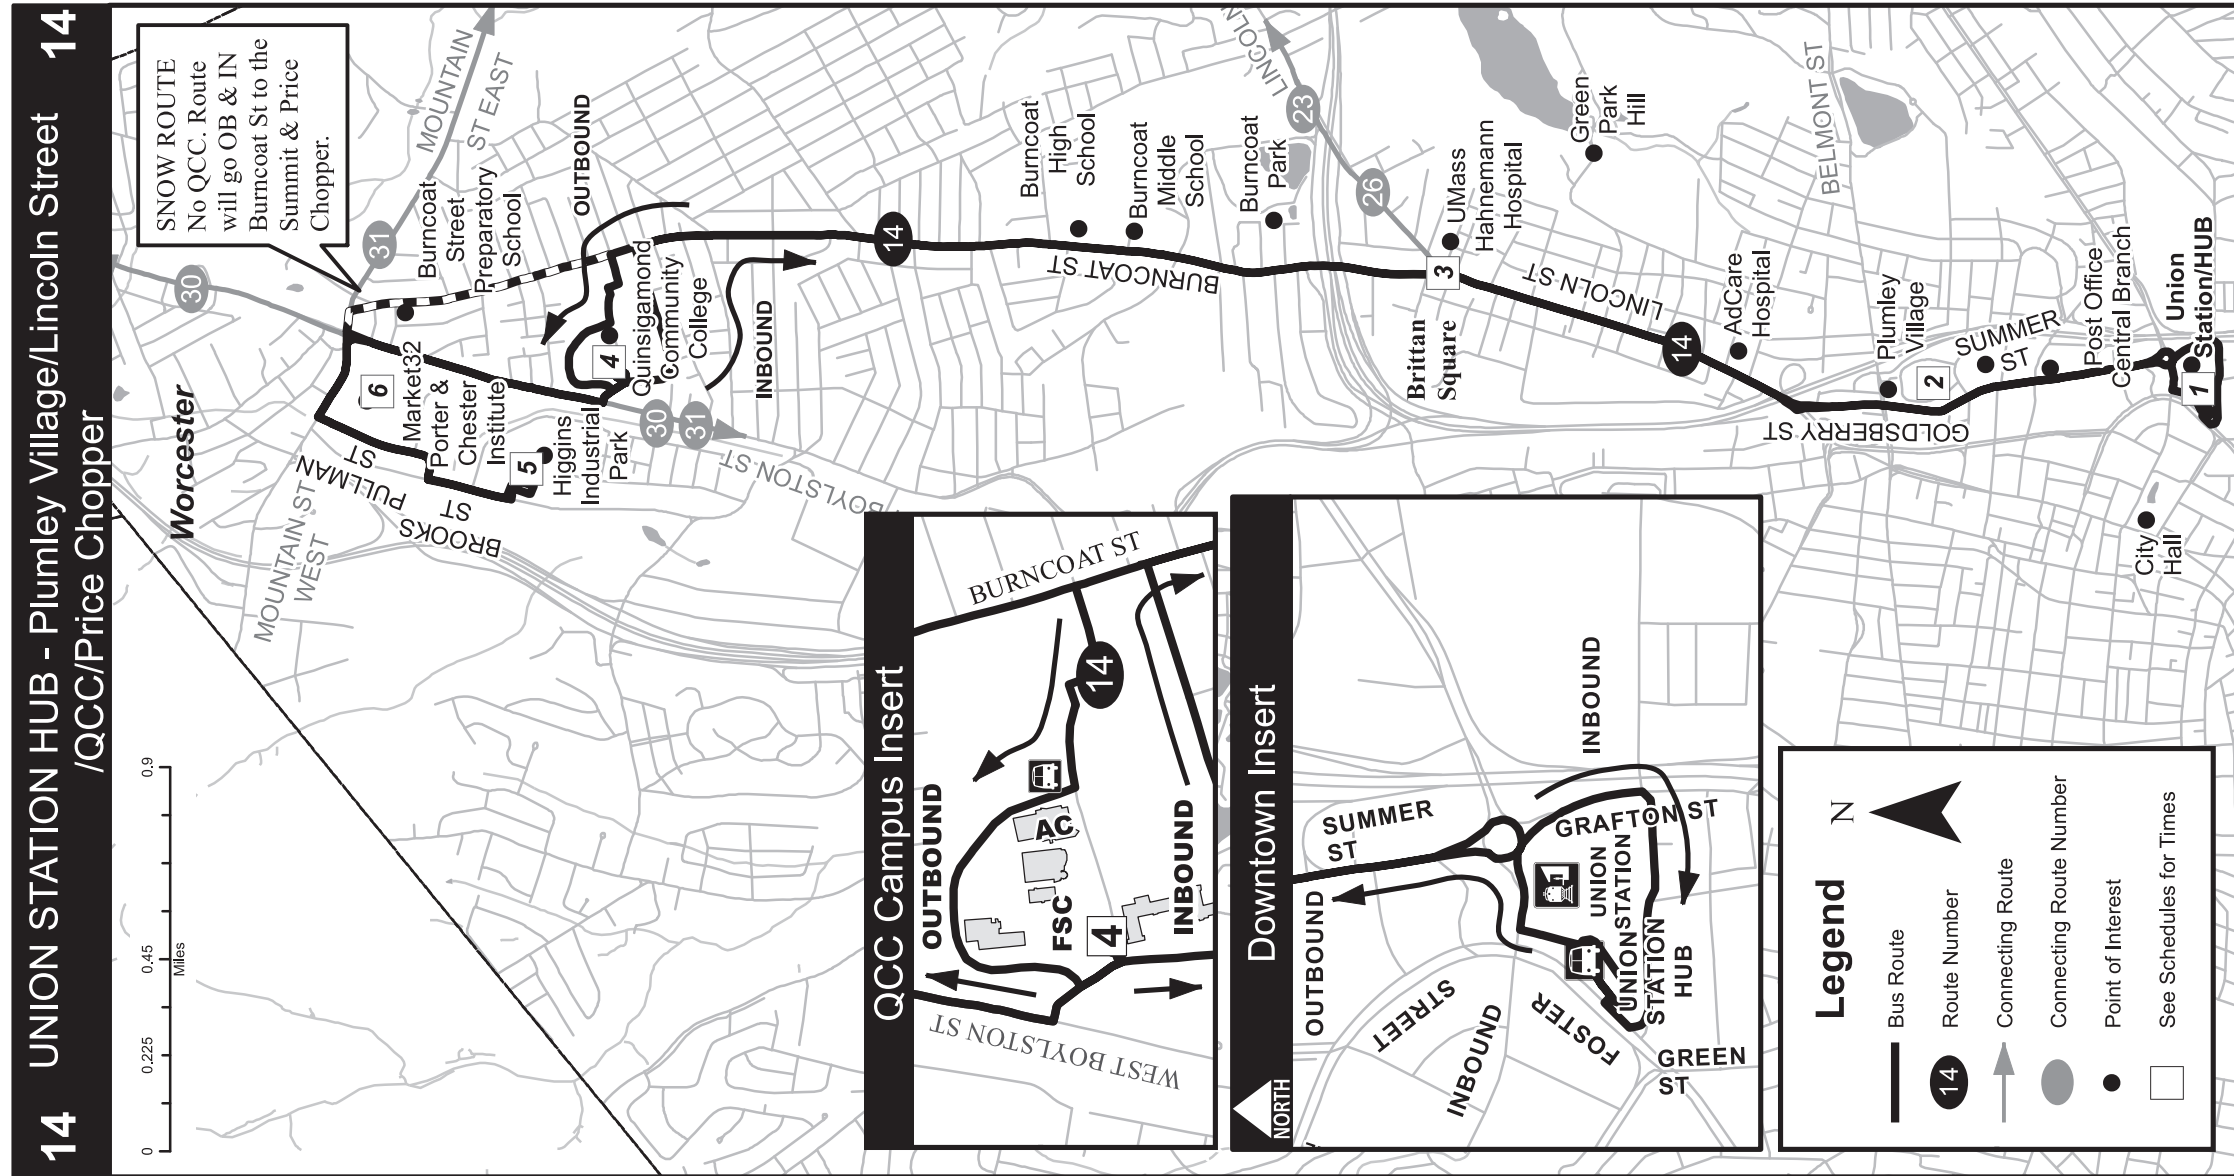 14 UNION STATION HUB - Plumley Village/Lincoln Street 14
/QCC/Price Chopper
SNOW ROUTE
No QCC. Route
will go OB & IN
Burncoat St to the
Summit & Price
Chopper.
0 0.225 0.45 0.9
Miles
Worcester
MOUNTAIN
ST EAST
MOUNTAIN ST
WEST
30
31
Burncoat
Street
Preparatory
School
OUTBOUND
6
Market32
Porter &
Chester
Institute
5
Higgins
Industrial
Park
PULLMAN
ST
BROOKS
ST
4
Quinsigamond
Community
College
INBOUND
30
31
BOYLSTON ST
14
Burncoat
High
School
Burncoat
Middle
School
Burncoat
Park
BURNCOAT ST
LINCOLN
23
26
3
UMass
Hahnemann
Hospital
Green
Park
Hill
Brittan
Square
LINCOLN ST
14
AdCare
Hospital
BELMONT ST
Plumley
Village
2
GOLDSBERRY ST
SUMMER
ST
Post Office
Central Branch
Union
Station/HUB
1
City
Hall
QCC Campus Insert
OUTBOUND
BURNCOAT ST
14
AC
FSC
4
INBOUND
WEST BOYLSTON ST
Downtown Insert
NORTH
OUTBOUND
SUMMER
ST
INBOUND
GRAFTON ST
UNION
STATION
UNION
STATION
HUB
FOSTER
STREET
INBOUND
GREEN
ST
Legend
N
Bus Route
14 Route Number
Connecting Route
Connecting Route Number
Point of Interest
See Schedules for Times